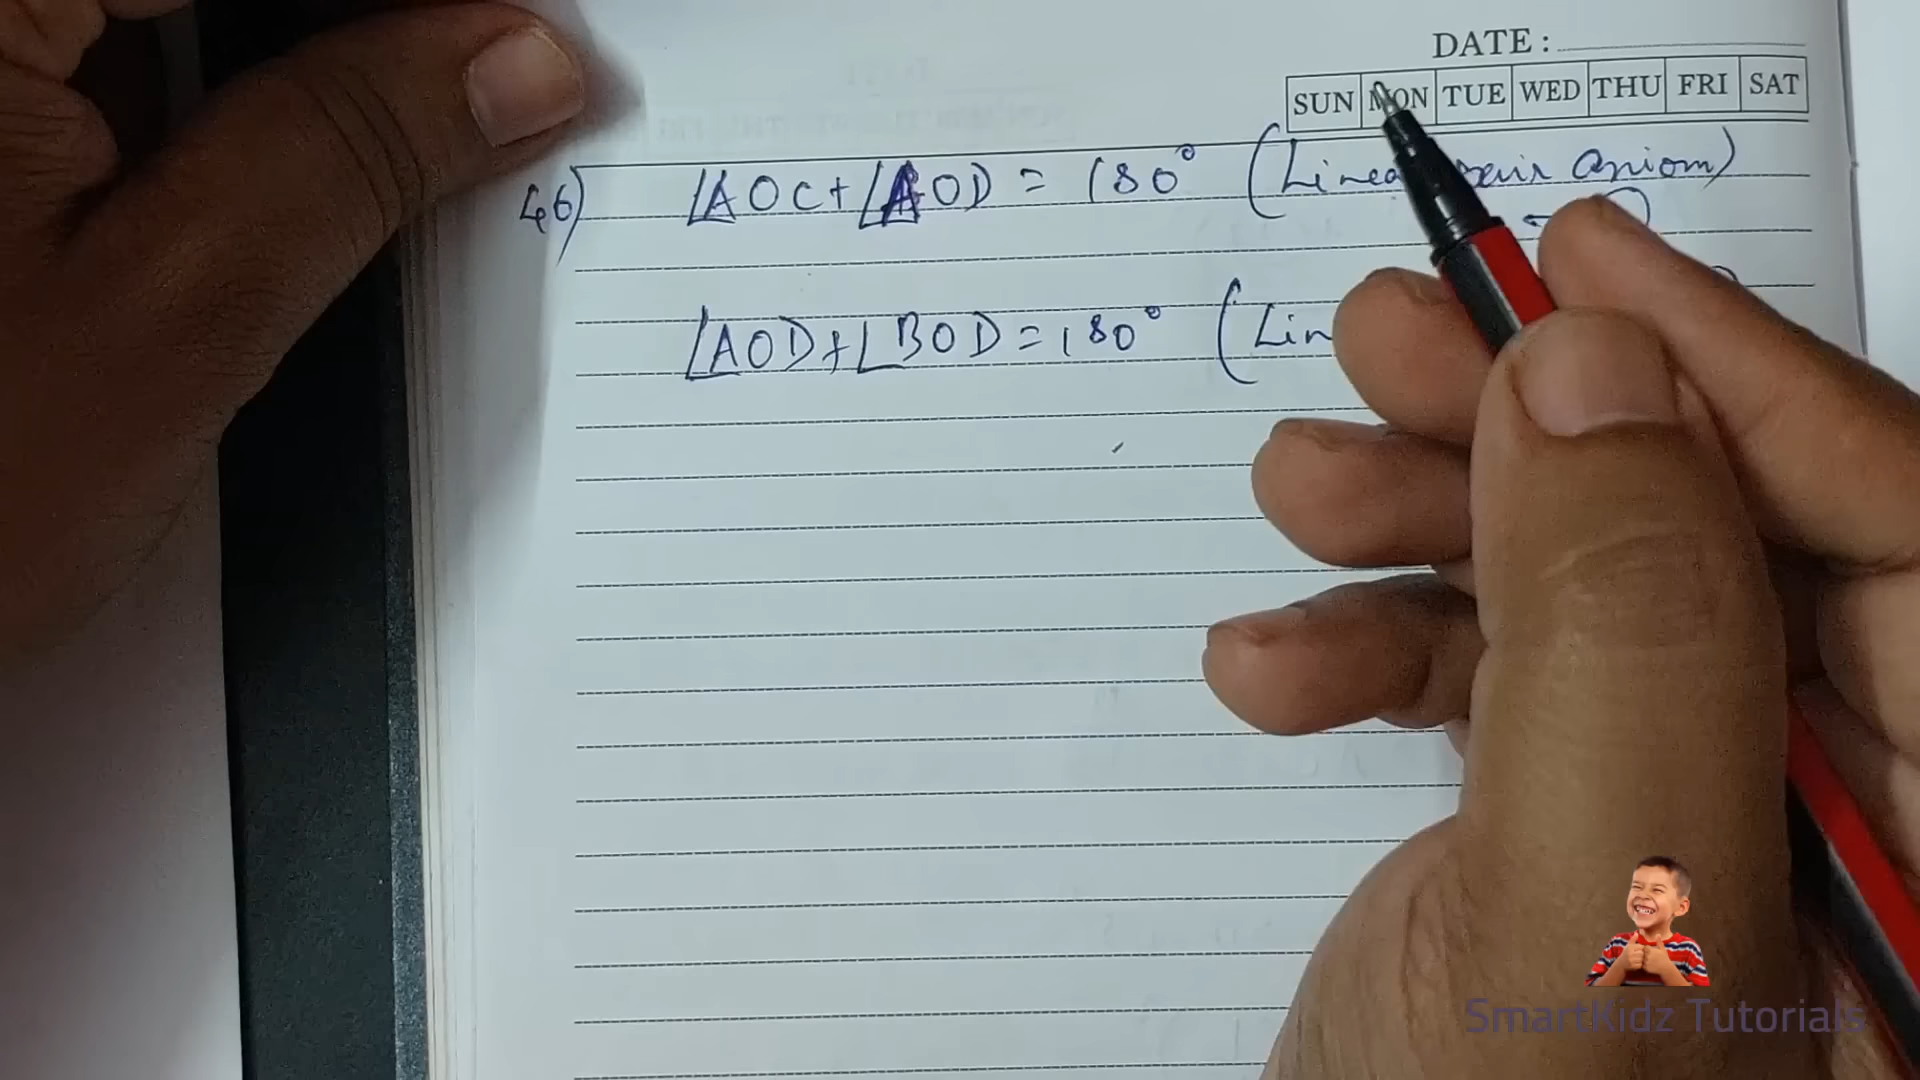 DATE :
SUN MON TUE WED THU FRI SAT
46) ∠AOC + ∠AOD = 180° (Linear pair axiom)
∠AOD + ∠BOD = 180° (Lin
SmartKidz Tutorials